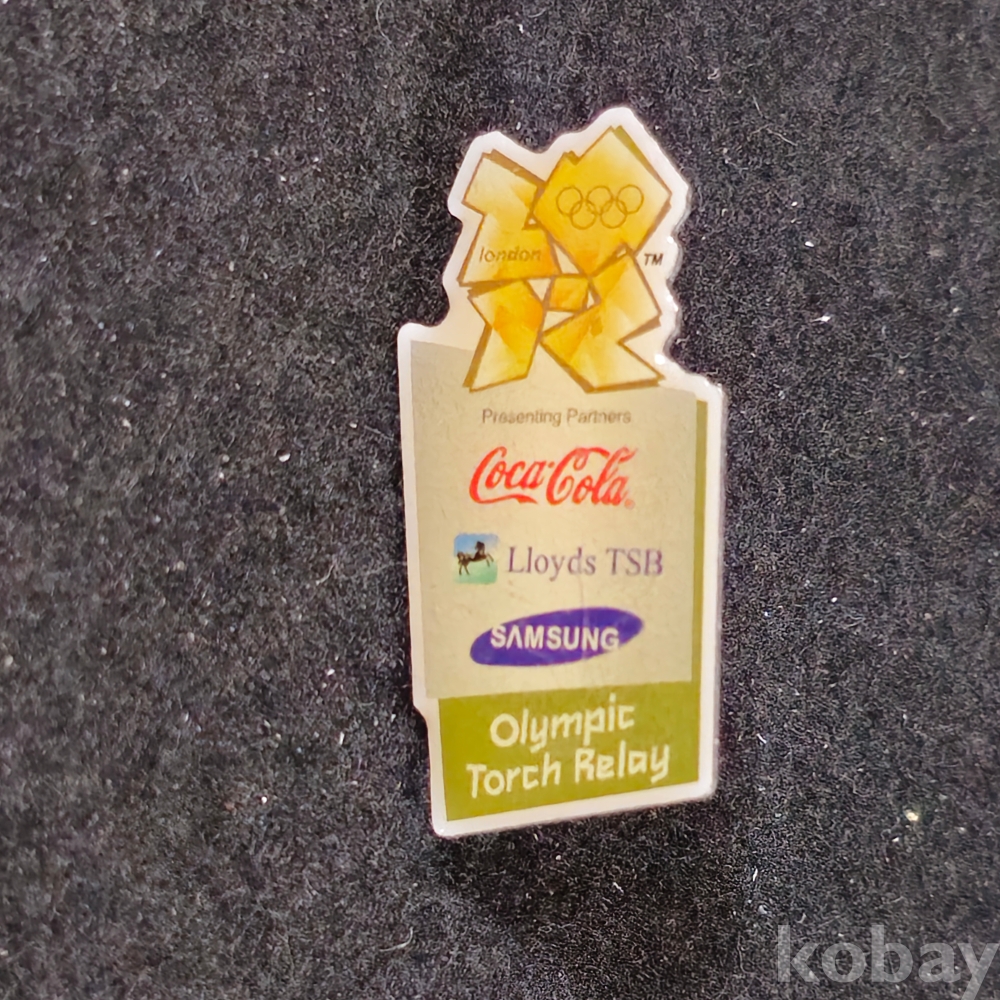 london
TM
Presenting Partners
Coca-Cola
Lloyds TSB
SAMSUNG
Olympic
Torch Relay
kobay